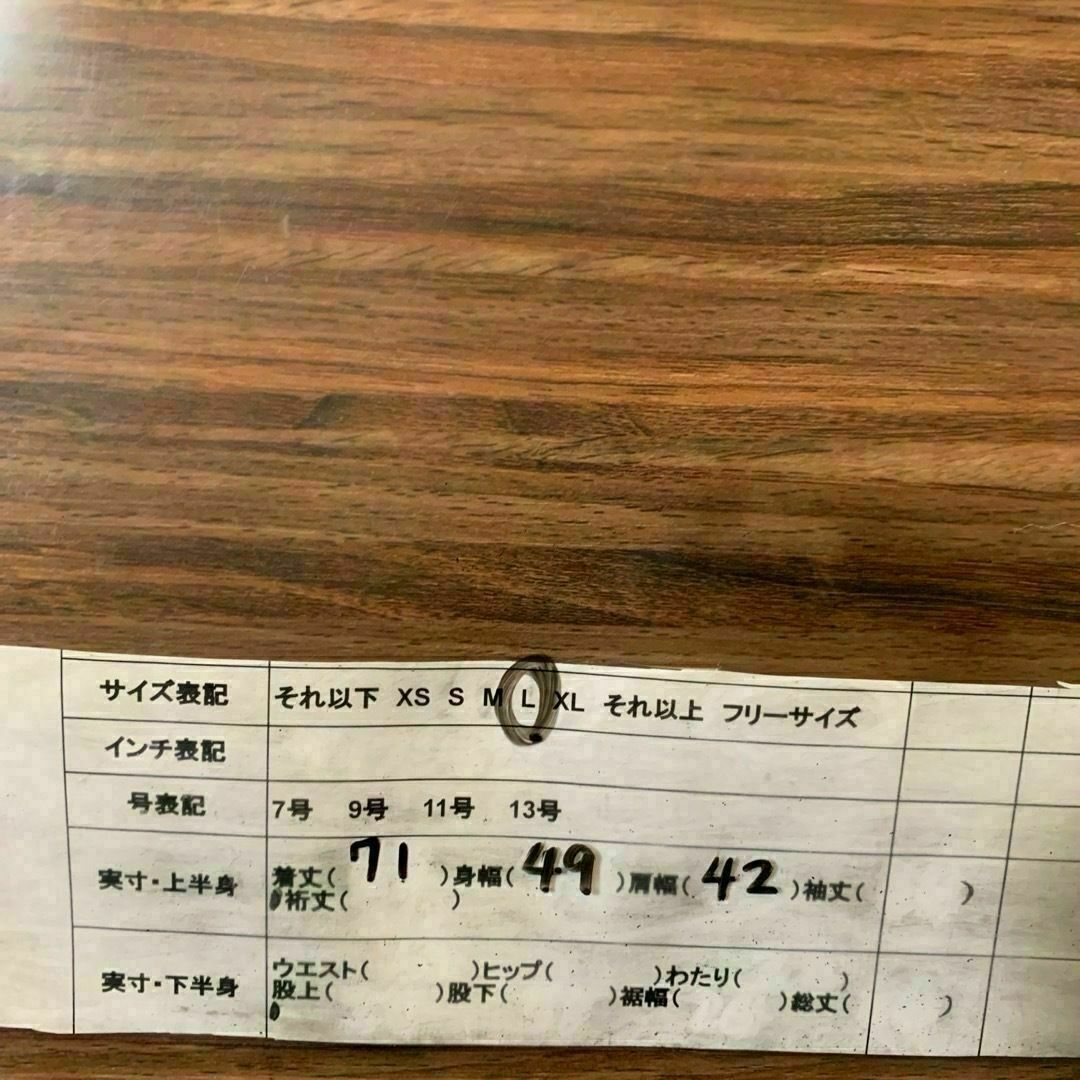 サイズ表記 それ以下 XS S M L XL それ以上 フリーサイズ
インチ表記
号表記 7号 9号 11号 13号
実寸・上半身 着丈( 71 )身幅( 49 )肩幅( 42 )袖丈( )
裄丈( )
実寸・下半身 ウエスト( )ヒップ( )わたり( )
股上( )股下( )裾幅( )総丈( )